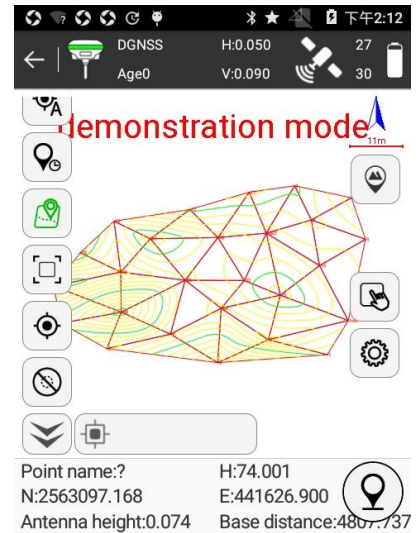 下午2:12
DGNSS H:0.050 27
Age0 V:0.090 30
A
demonstration mode
11m
Point name:? H:74.001
N:2563097.168 E:441626.900
Antenna height:0.074 Base distance:4807.737